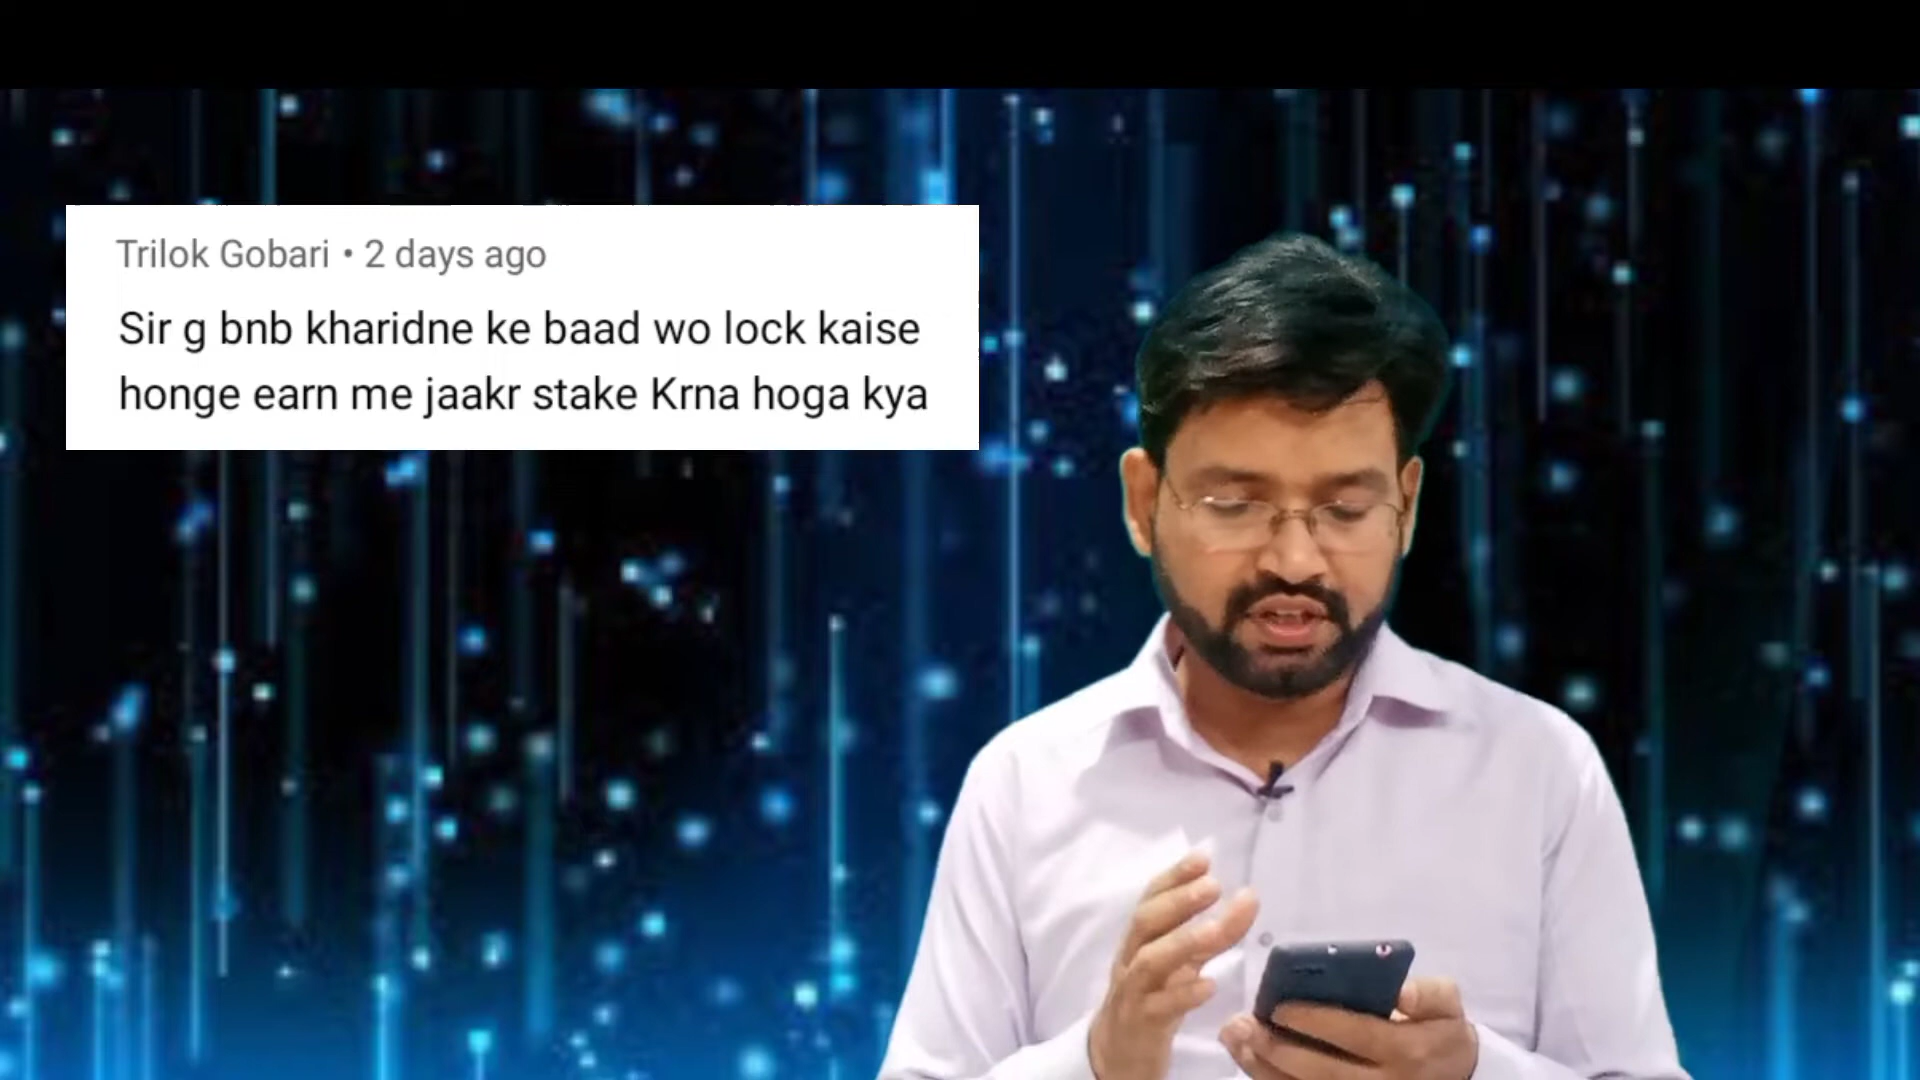 Trilok Gobari • 2 days ago
Sir g bnb kharidne ke baad wo lock kaise
honge earn me jaakr stake Krna hoga kya